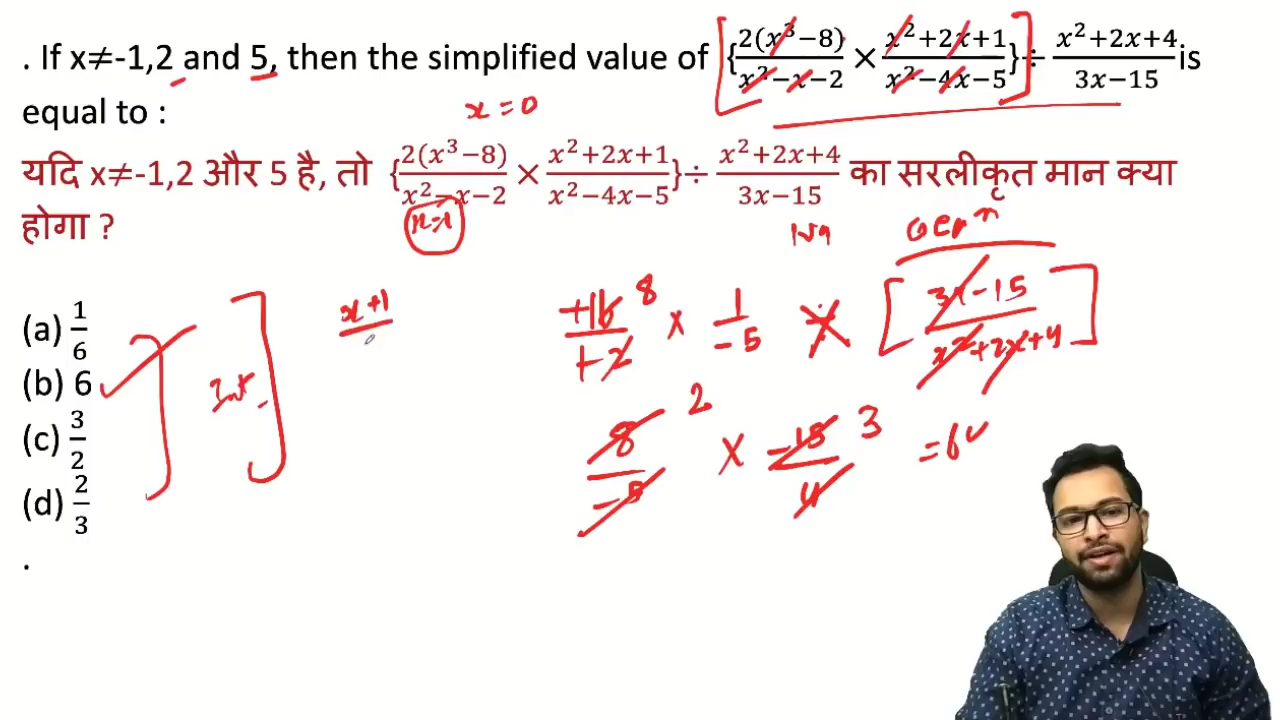 . If x≠-1,2 and 5, then the simplified value of {2(x³−8)/(x²−x−2) × (x²+2x+1)/(x²−4x−5)} ÷ (x²+2x+4)/(3x−15) is
equal to :
x = 0
यदि x≠-1,2 और 5 है, तो {2(x³−8)/(x²−x−2) × (x²+2x+1)/(x²−4x−5)} ÷ (x²+2x+4)/(3x−15) का सरलीकृत मान क्या
होगा ?
(a) 1/6
(b) 6
(c) 3/2
(d) 2/3
.
x+1
+16/+2 8 × 1/−5 ÷ [3x−15/x²+2x+4]
8/−5 2 × −15/4 3 = 6